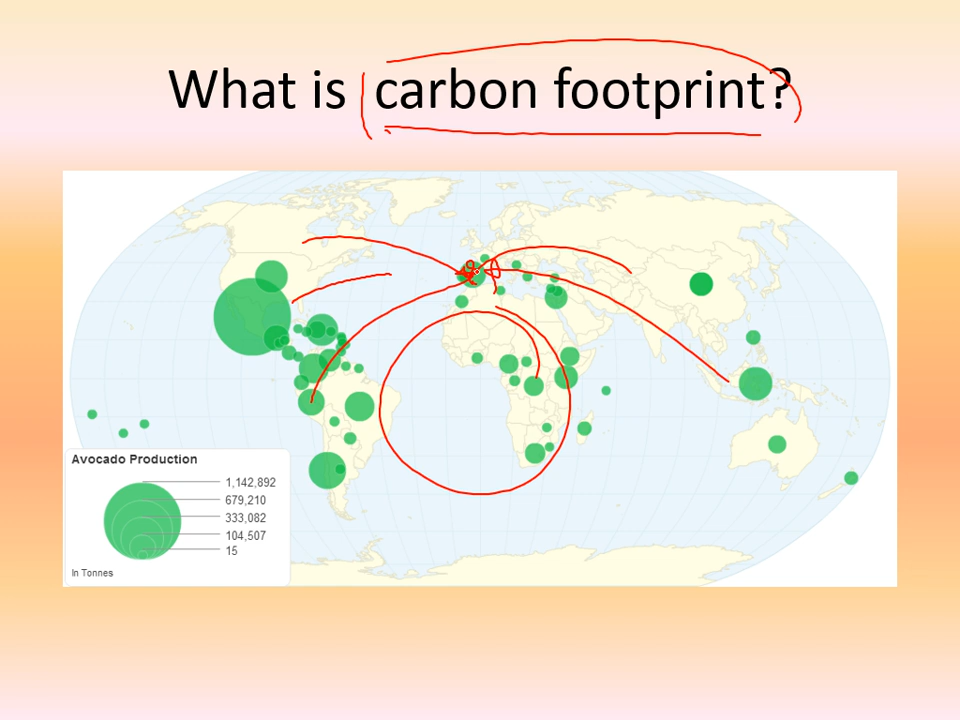 What is carbon footprint?
Avocado Production
1,142,892
679,210
333,082
104,507
15
In Tonnes